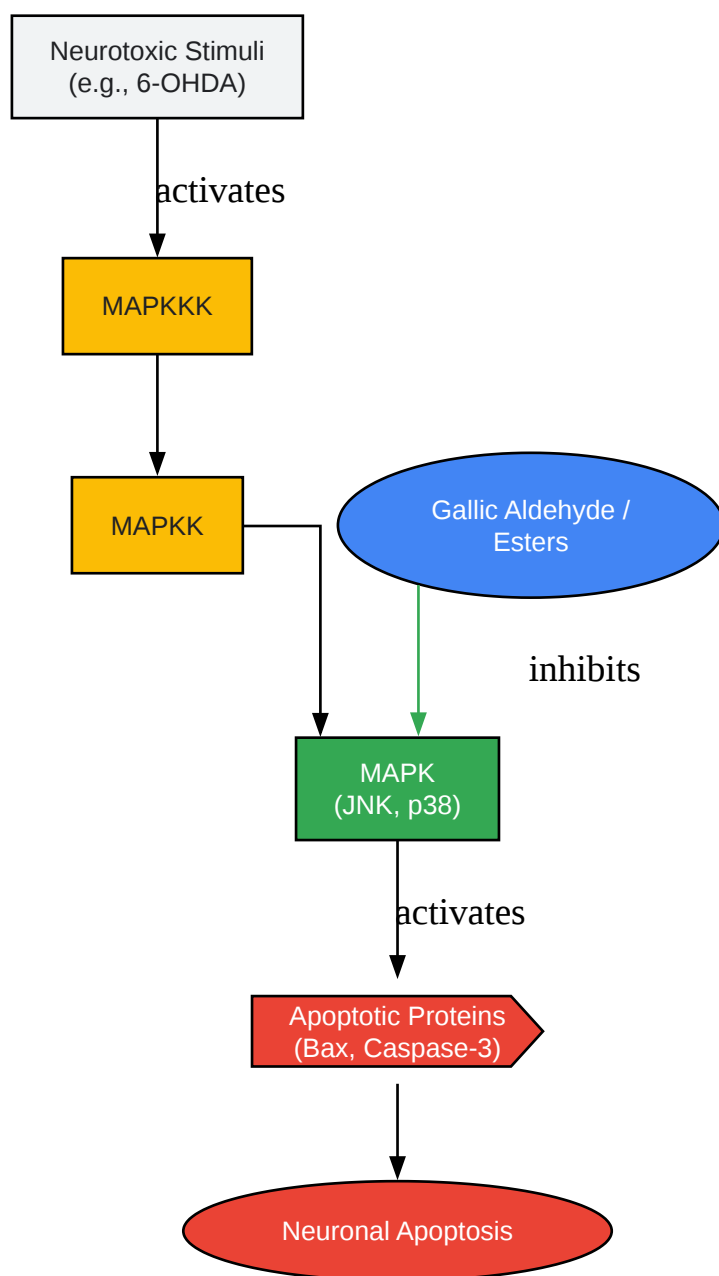 Neurotoxic Stimuli
(e.g., 6-OHDA)
activates
MAPKKK
MAPKK
Gallic Aldehyde /
Esters
inhibits
MAPK
(JNK, p38)
activates
Apoptotic Proteins
(Bax, Caspase-3)
Neuronal Apoptosis